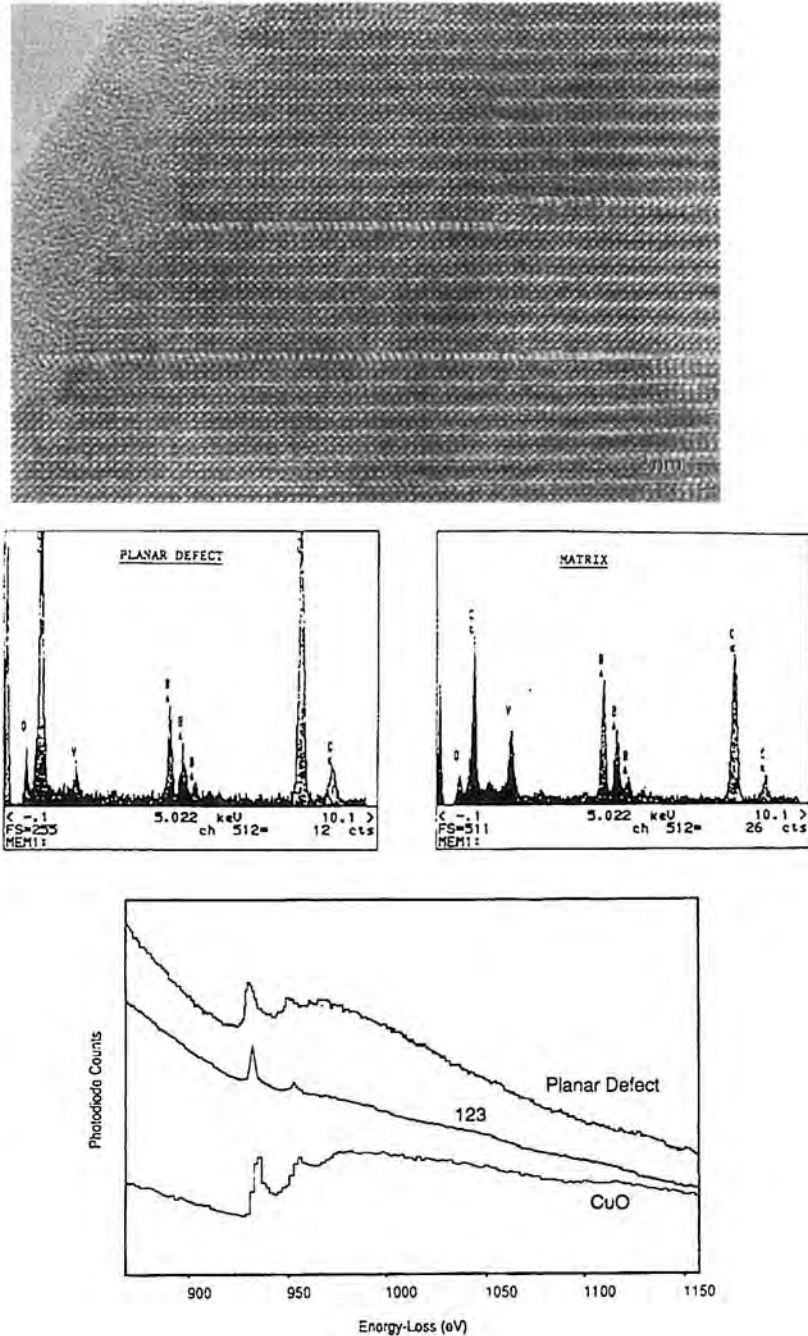 nm
PLANAR DEFECT
O
Y
B
B
B
C
< -.1 5.022 keV 10.1 >
FS=255 ch 512= 12 cts
MEM1:
MATRIX
C
O
Y
B
B
B
C
C
< -.1 5.022 keV 10.1 >
FS=511 ch 512= 26 cts
MEM1:
Photodiode Counts
Planar Defect
123
CuO
900 950 1000 1050 1100 1150
Energy-Loss (eV)